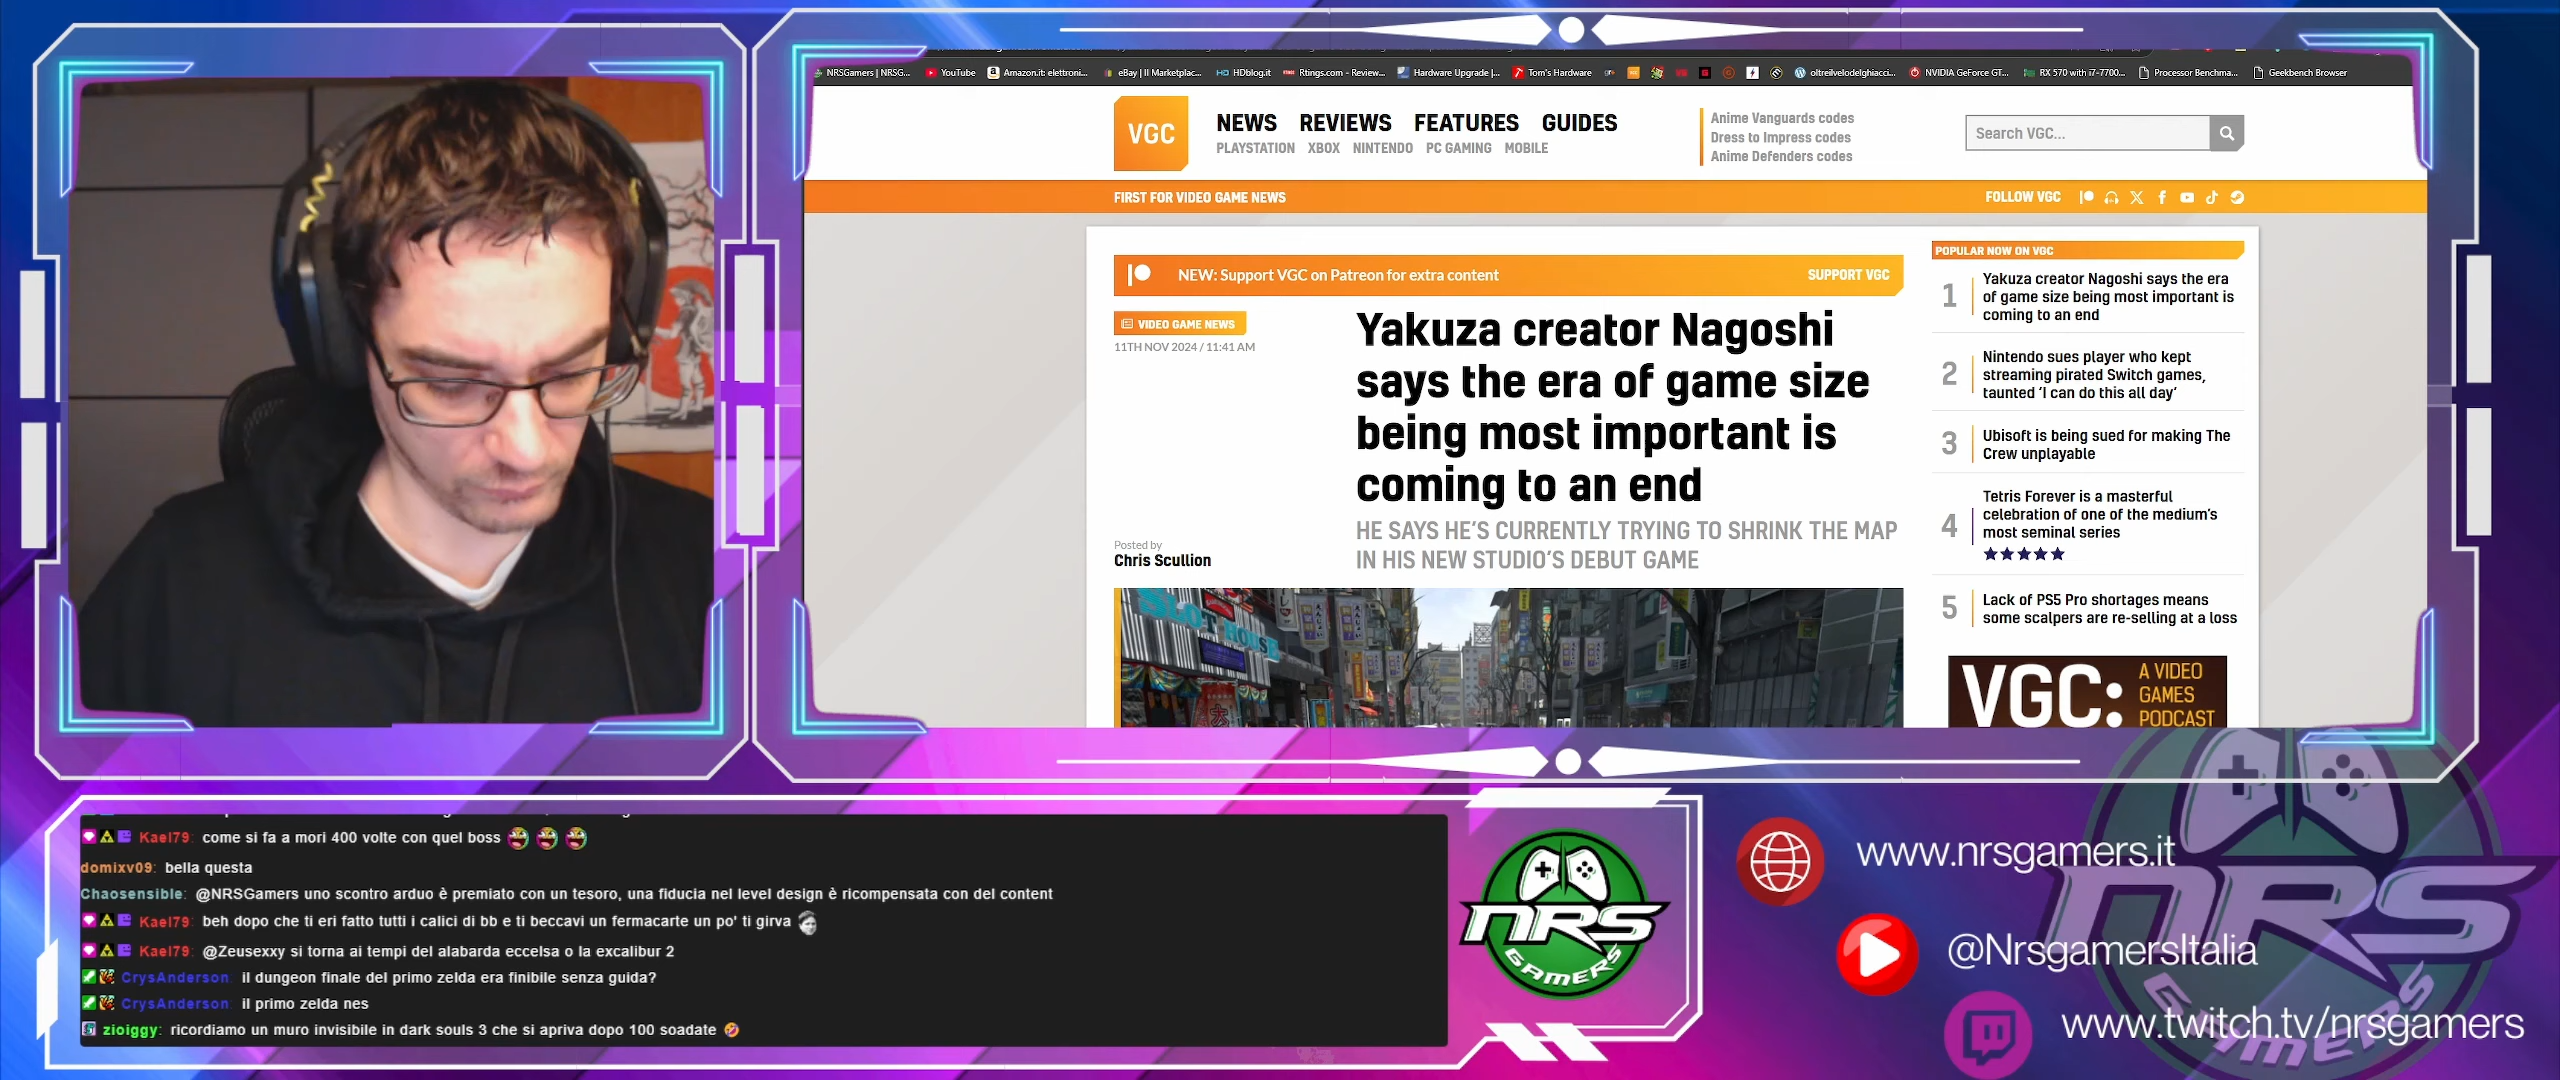 NRSGamers | NRSG... YouTube Amazon.it: elettroni... eBay | Il Marketplac... HDblog.it Rtings.com - Review... Hardware Upgrade |... Tom's Hardware oltreilvelodelghiacci... NVIDIA GeForce GT... RX 570 with i7-7700... Processor Benchma... Geekbench Browser
VGC
NEWS REVIEWS FEATURES GUIDES
PLAYSTATION XBOX NINTENDO PC GAMING MOBILE
Anime Vanguards codes
Dress to Impress codes
Anime Defenders codes
Search VGC...
FIRST FOR VIDEO GAME NEWS
FOLLOW VGC
NEW: Support VGC on Patreon for extra content SUPPORT VGC
VIDEO GAME NEWS
11TH NOV 2024 / 11:41 AM
Yakuza creator Nagoshi
says the era of game size
being most important is
coming to an end
HE SAYS HE'S CURRENTLY TRYING TO SHRINK THE MAP
IN HIS NEW STUDIO'S DEBUT GAME
Posted by
Chris Scullion
SLOT HOUSE
POPULAR NOW ON VGC
1 Yakuza creator Nagoshi says the era
of game size being most important is
coming to an end
2 Nintendo sues player who kept
streaming pirated Switch games,
taunted ‘I can do this all day’
3 Ubisoft is being sued for making The
Crew unplayable
4 Tetris Forever is a masterful
celebration of one of the medium's
most seminal series
5 Lack of PS5 Pro shortages means
some scalpers are re-selling at a loss
VGC:
A VIDEO
GAMES
PODCAST
Kael79: come si fa a mori 400 volte con quel boss
domixv09: bella questa
Chaosensible: @NRSGamers uno scontro arduo è premiato con un tesoro, una fiducia nel level design è ricompensata con del content
Kael79: beh dopo che ti eri fatto tutti i calici di bb e ti beccavi un fermacarte un po' ti girva
Kael79: @Zeusexxy si torna ai tempi del alabarda eccelsa o la excalibur 2
CrysAnderson: il dungeon finale del primo zelda era finibile senza guida?
CrysAnderson: il primo zelda nes
zioiggy: ricordiamo un muro invisibile in dark souls 3 che si apriva dopo 100 soadate
NRS
GAMERS
www.nrsgamers.it
@NrsgamersItalia
www.twitch.tv/nrsgamers
NRS
GAMERS